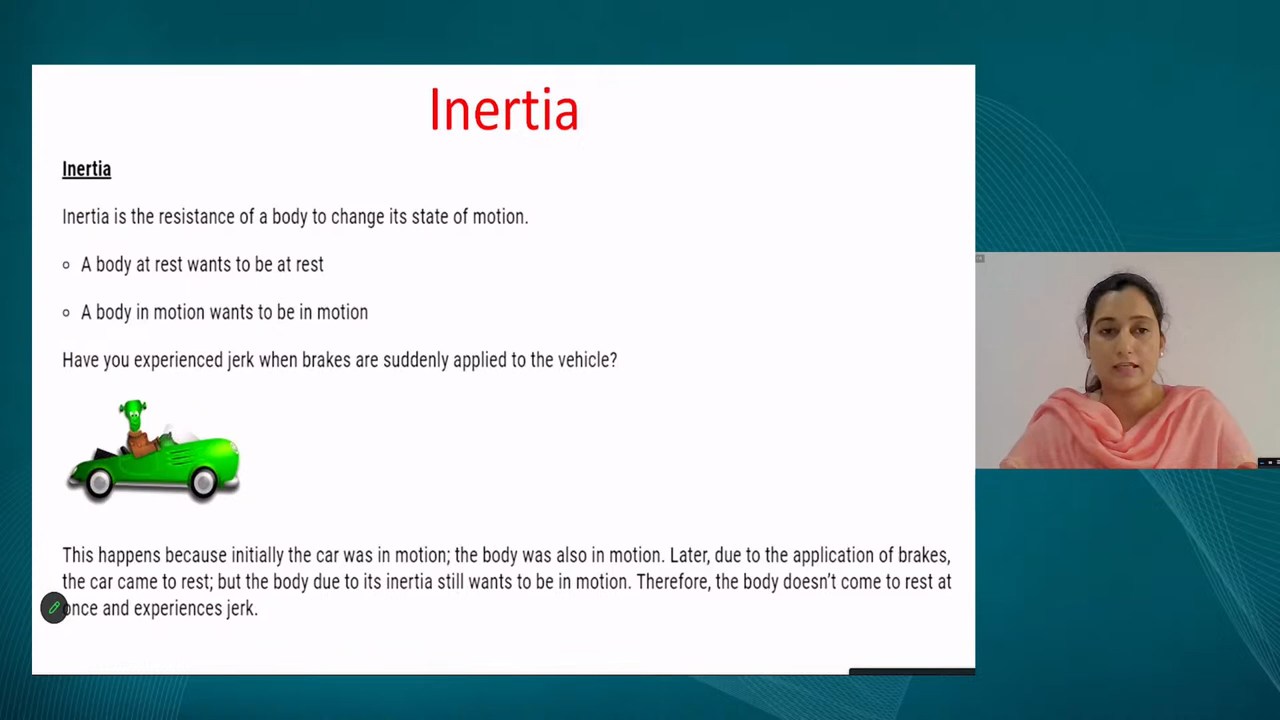 Inertia
Inertia
Inertia is the resistance of a body to change its state of motion.
A body at rest wants to be at rest
A body in motion wants to be in motion
Have you experienced jerk when brakes are suddenly applied to the vehicle?
This happens because initially the car was in motion; the body was also in motion. Later, due to the application of brakes,
the car came to rest; but the body due to its inertia still wants to be in motion. Therefore, the body doesn’t come to rest at
once and experiences jerk.